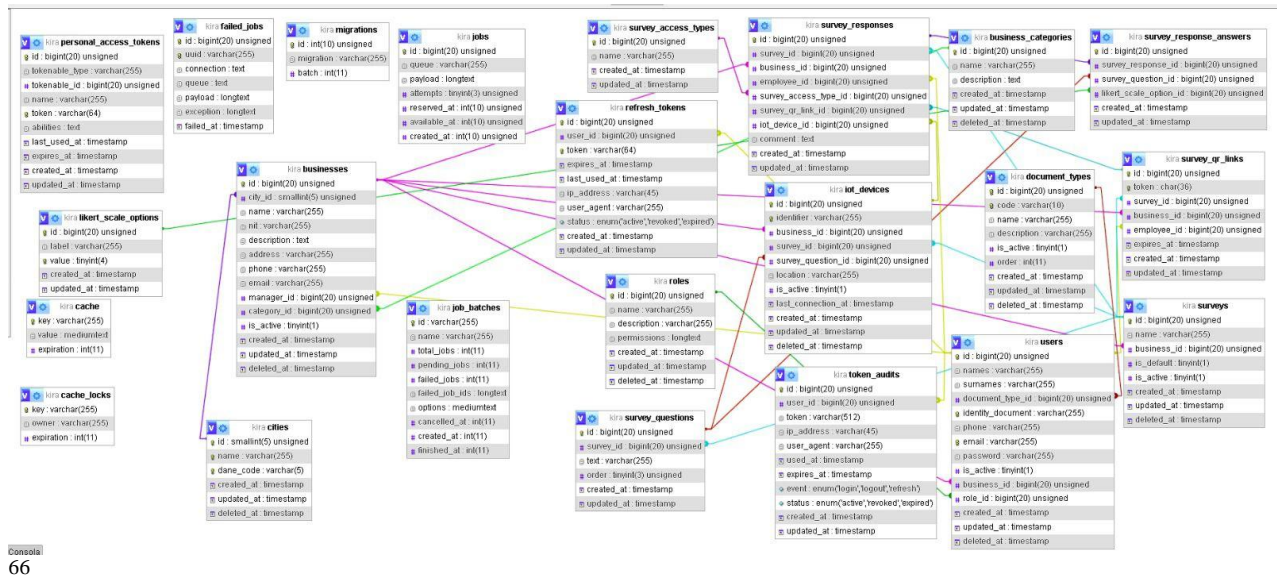 kira personal_access_tokens
id : bigint(20) unsigned
tokenable_type : varchar(255)
tokenable_id : bigint(20) unsigned
name : varchar(255)
token : varchar(64)
abilities : text
last_used_at : timestamp
expires_at : timestamp
created_at : timestamp
updated_at : timestamp
kira failed_jobs
id : bigint(20) unsigned
uuid : varchar(255)
connection : text
queue : text
payload : longtext
exception : longtext
failed_at : timestamp
kira migrations
id : int(10) unsigned
migration : varchar(255)
batch : int(11)
kira jobs
id : bigint(20) unsigned
queue : varchar(255)
payload : longtext
attempts : tinyint(3) unsigned
reserved_at : int(10) unsigned
available_at : int(10) unsigned
created_at : int(10) unsigned
kira survey_access_types
id : bigint(20) unsigned
name : varchar(255)
created_at : timestamp
updated_at : timestamp
kira survey_responses
id : bigint(20) unsigned
survey_id : bigint(20) unsigned
business_id : bigint(20) unsigned
employee_id : bigint(20) unsigned
survey_access_type_id : bigint(20) unsigned
survey_qr_link_id : bigint(20) unsigned
iot_device_id : bigint(20) unsigned
comment : text
created_at : timestamp
updated_at : timestamp
kira business_categories
id : bigint(20) unsigned
name : varchar(255)
description : text
created_at : timestamp
updated_at : timestamp
deleted_at : timestamp
kira survey_response_answers
id : bigint(20) unsigned
survey_response_id : bigint(20) unsigned
survey_question_id : bigint(20) unsigned
likert_scale_option_id : bigint(20) unsigned
created_at : timestamp
updated_at : timestamp
kira refresh_tokens
id : bigint(20) unsigned
user_id : bigint(20) unsigned
token : varchar(64)
expires_at : timestamp
last_used_at : timestamp
ip_address : varchar(45)
user_agent : varchar(255)
status : enum('active','revoked','expired')
created_at : timestamp
updated_at : timestamp
kira businesses
id : bigint(20) unsigned
city_id : smallint(5) unsigned
name : varchar(255)
nit : varchar(255)
description : text
address : varchar(255)
phone : varchar(255)
email : varchar(255)
manager_id : bigint(20) unsigned
category_id : bigint(20) unsigned
is_active : tinyint(1)
created_at : timestamp
updated_at : timestamp
deleted_at : timestamp
kira likert_scale_options
id : bigint(20) unsigned
label : varchar(255)
value : tinyint(4)
created_at : timestamp
updated_at : timestamp
kira iot_devices
id : bigint(20) unsigned
identifier : varchar(255)
business_id : bigint(20) unsigned
survey_id : bigint(20) unsigned
survey_question_id : bigint(20) unsigned
location : varchar(255)
is_active : tinyint(1)
last_connection_at : timestamp
created_at : timestamp
updated_at : timestamp
deleted_at : timestamp
kira document_types
id : bigint(20) unsigned
code : varchar(10)
name : varchar(255)
description : varchar(255)
is_active : tinyint(1)
order : int(11)
created_at : timestamp
updated_at : timestamp
deleted_at : timestamp
kira survey_qr_links
id : bigint(20) unsigned
token : char(36)
survey_id : bigint(20) unsigned
business_id : bigint(20) unsigned
employee_id : bigint(20) unsigned
expires_at : timestamp
created_at : timestamp
updated_at : timestamp
kira cache
key : varchar(255)
value : mediumtext
expiration : int(11)
kira job_batches
id : varchar(255)
name : varchar(255)
total_jobs : int(11)
pending_jobs : int(11)
failed_jobs : int(11)
failed_job_ids : longtext
options : mediumtext
cancelled_at : int(11)
created_at : int(11)
finished_at : int(11)
kira roles
id : bigint(20) unsigned
name : varchar(255)
description : varchar(255)
permissions : longtext
created_at : timestamp
updated_at : timestamp
deleted_at : timestamp
kira surveys
id : bigint(20) unsigned
name : varchar(255)
business_id : bigint(20) unsigned
is_default : tinyint(1)
is_active : tinyint(1)
created_at : timestamp
updated_at : timestamp
deleted_at : timestamp
kira users
id : bigint(20) unsigned
names : varchar(255)
surnames : varchar(255)
document_type_id : bigint(20) unsigned
identity_document : varchar(255)
phone : varchar(255)
email : varchar(255)
password : varchar(255)
is_active : tinyint(1)
business_id : bigint(20) unsigned
role_id : bigint(20) unsigned
created_at : timestamp
updated_at : timestamp
deleted_at : timestamp
kira token_audits
id : bigint(20) unsigned
user_id : bigint(20) unsigned
token : varchar(512)
ip_address : varchar(45)
user_agent : varchar(255)
used_at : timestamp
expires_at : timestamp
event : enum('login','logout','refresh')
status : enum('active','revoked','expired')
created_at : timestamp
updated_at : timestamp
deleted_at : timestamp
kira cache_locks
key : varchar(255)
owner : varchar(255)
expiration : int(11)
kira cities
id : smallint(5) unsigned
name : varchar(255)
dane_code : varchar(5)
created_at : timestamp
updated_at : timestamp
deleted_at : timestamp
kira survey_questions
id : bigint(20) unsigned
survey_id : bigint(20) unsigned
text : varchar(255)
order : tinyint(3) unsigned
created_at : timestamp
updated_at : timestamp
Consola
66